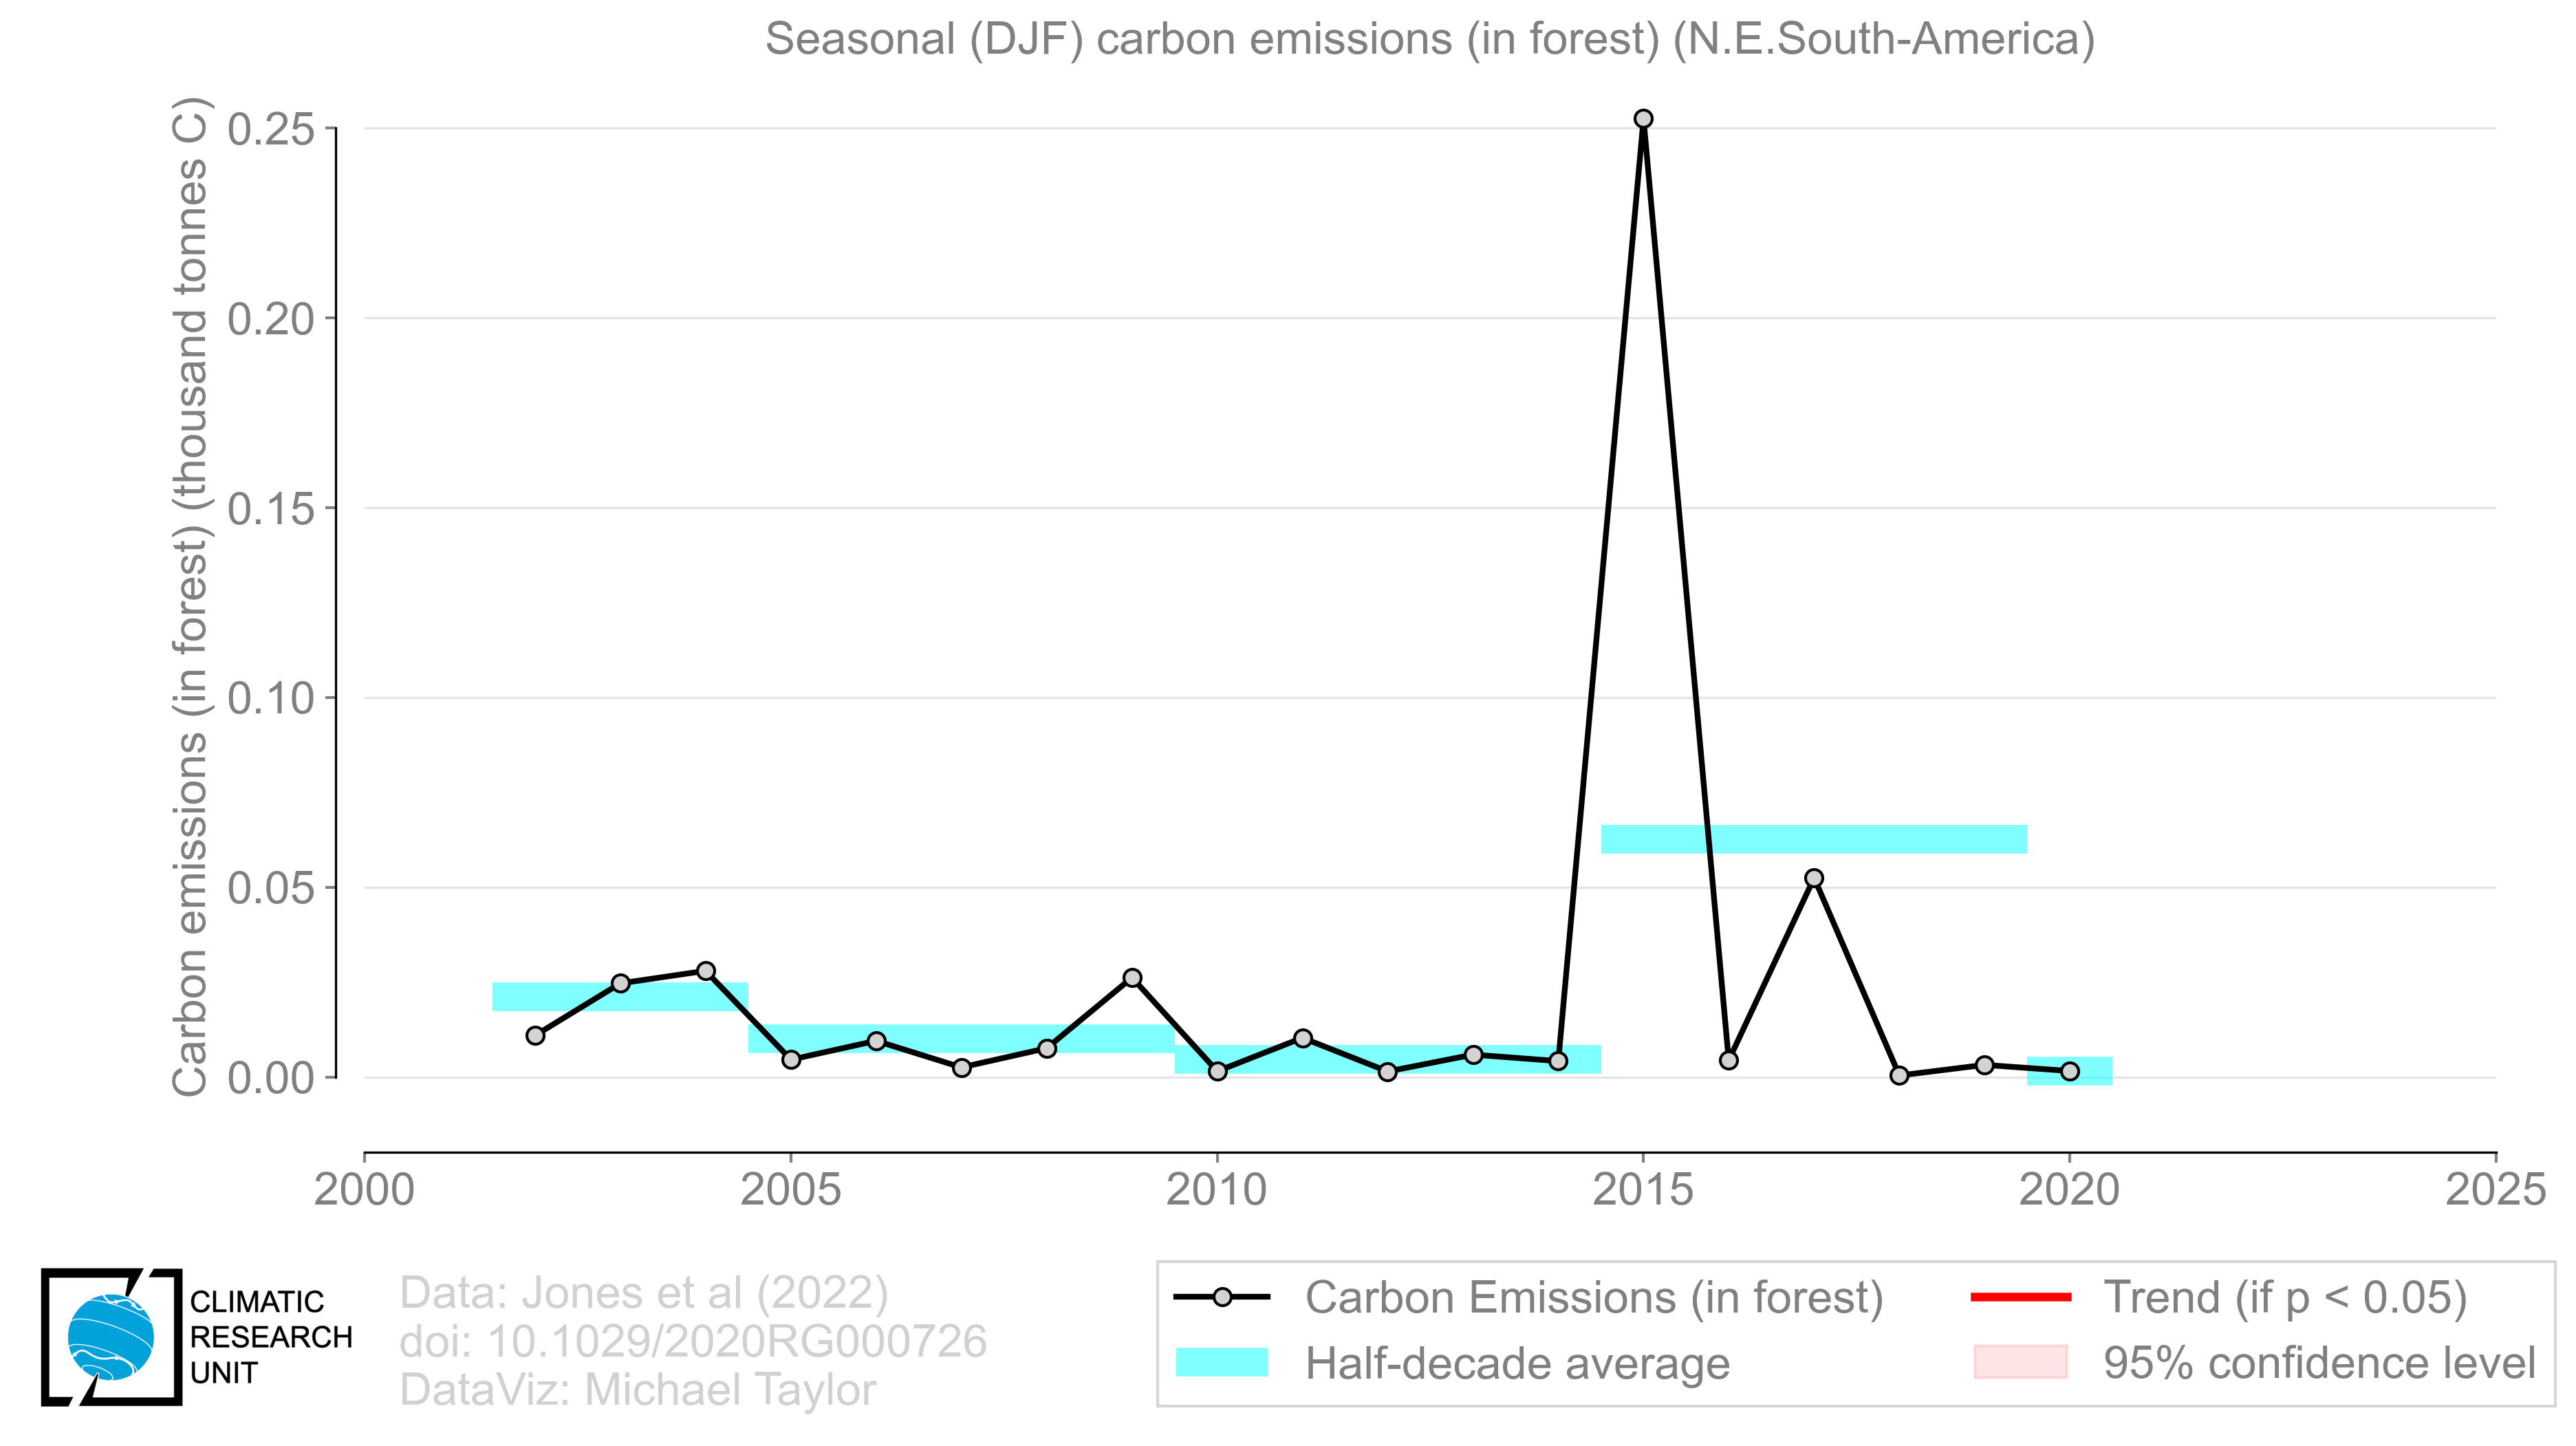 Seasonal (DJF) carbon emissions (in forest) (N.E.South-America)
Carbon emissions (in forest) (thousand tonnes C)
0.25
0.20
0.15
0.10
0.05
0.00
2000 2005 2010 2015 2020 2025
CLIMATIC
RESEARCH
UNIT
Data: Jones et al (2022)
doi: 10.1029/2020RG000726
DataViz: Michael Taylor
Carbon Emissions (in forest)
Half-decade average
Trend (if p < 0.05)
95% confidence level